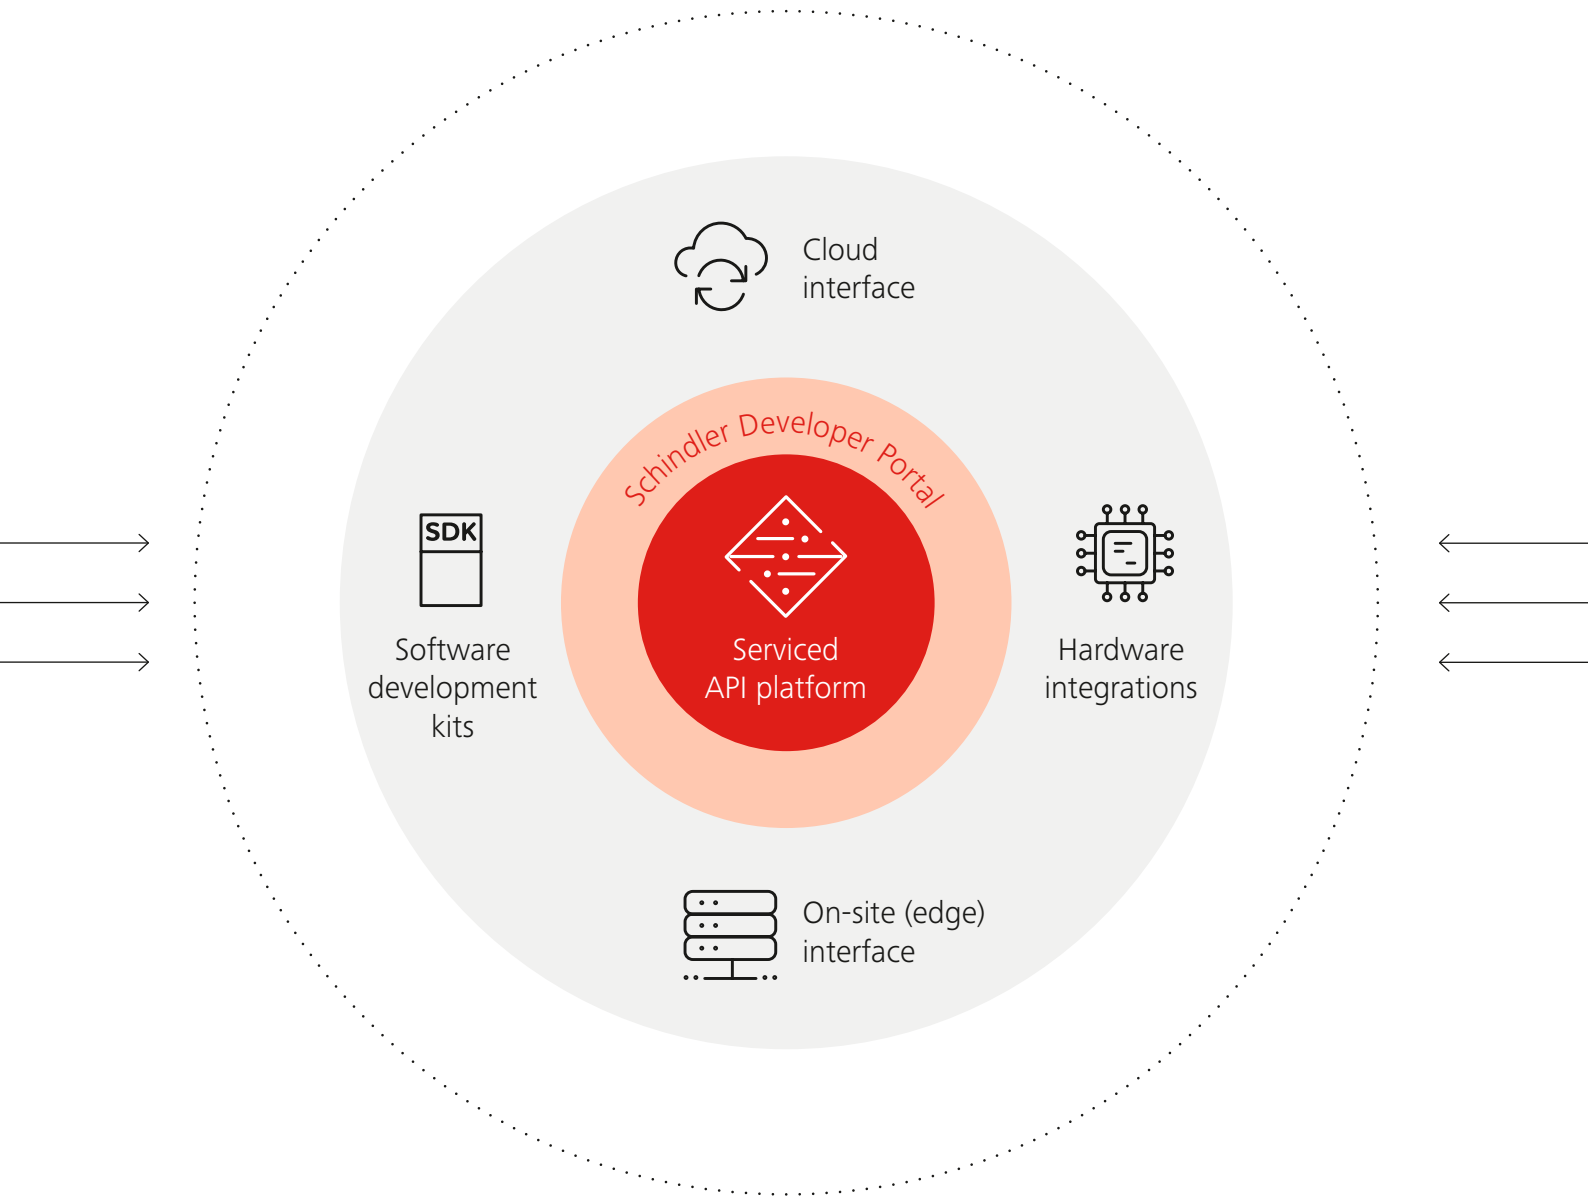 Cloud
interface
Schindler Developer Portal
SDK
Software
development
kits
Serviced
API platform
Hardware
integrations
On-site (edge)
interface